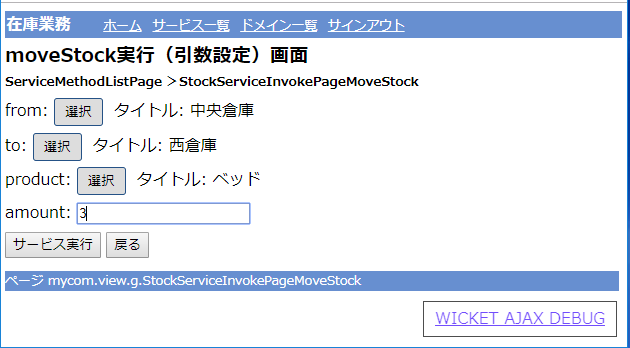 在庫業務 ホーム サービス一覧 ドメイン一覧 サインアウト
moveStock実行（引数設定）画面
ServiceMethodListPage > StockServiceInvokePageMoveStock
from: 選択 タイトル: 中央倉庫
to: 選択 タイトル: 西倉庫
product: 選択 タイトル: ベッド
amount: 3
サービス実行 戻る
ページ mycom.view.g.StockServiceInvokePageMoveStock
WICKET AJAX DEBUG